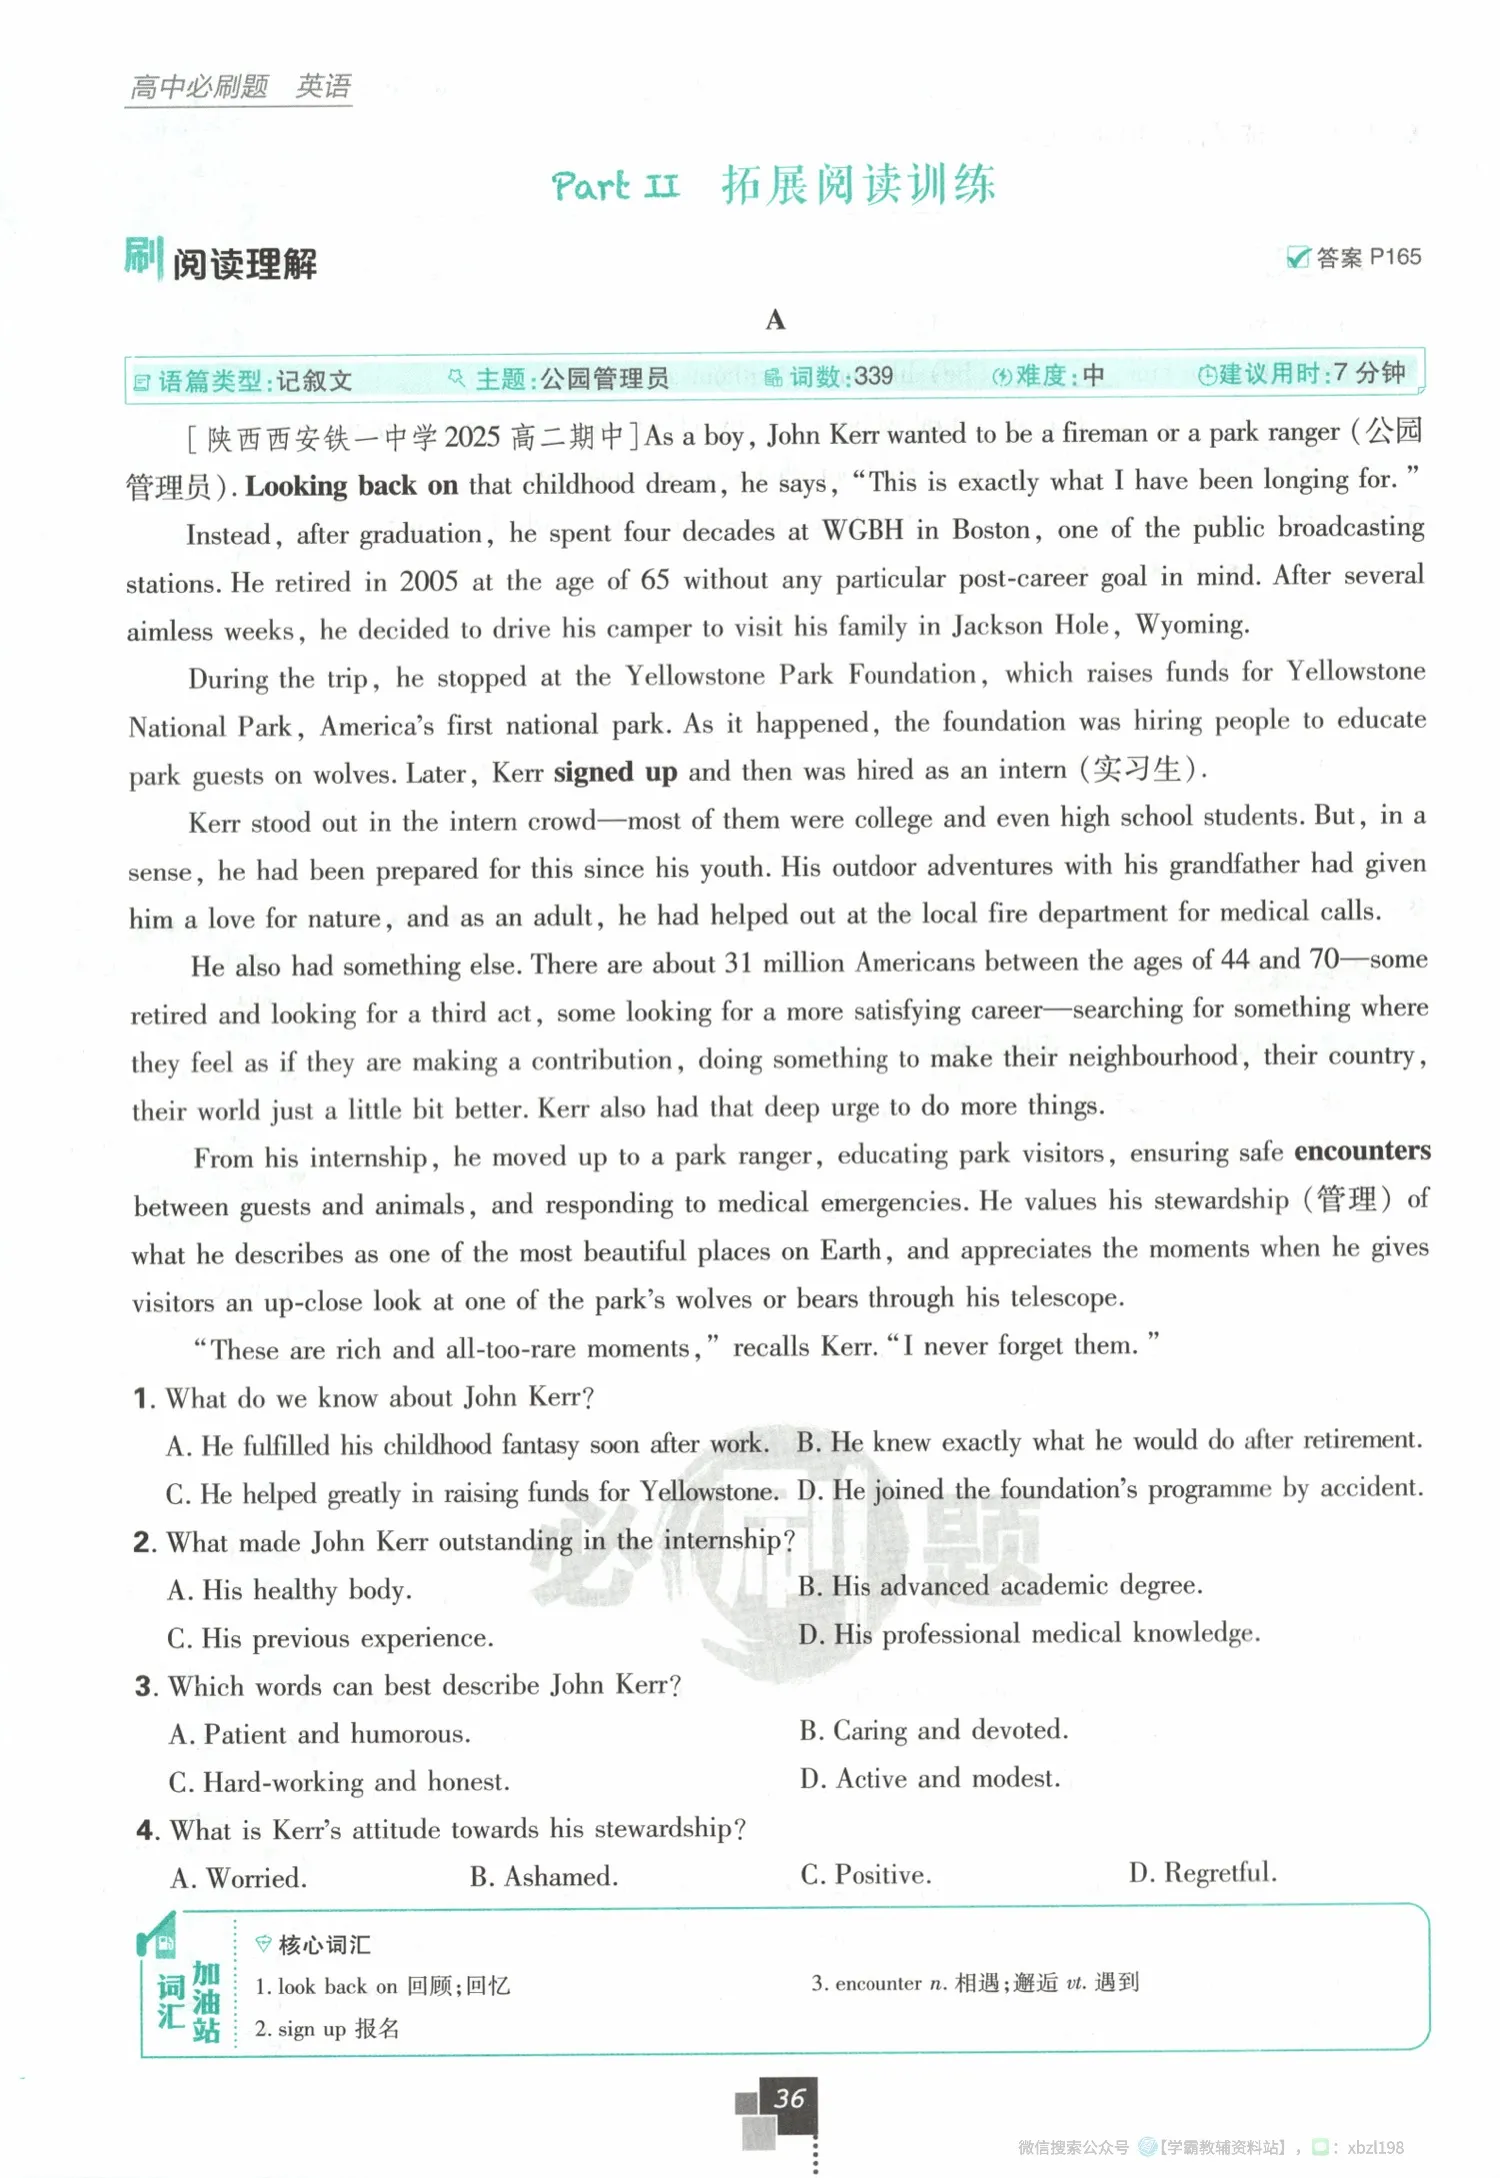 高中必刷题 英语
Part II 拓展阅读训练
刷 阅读理解
答案 P165
A
语篇类型:记叙文 主题:公园管理员 词数:339 难度:中 建议用时:7 分钟
[陕西西安铁一中学2025高二期中]As a boy, John Kerr wanted to be a fireman or a park ranger (公园
管理员). Looking back on that childhood dream, he says, “This is exactly what I have been longing for. ”
Instead, after graduation, he spent four decades at WGBH in Boston, one of the public broadcasting
stations. He retired in 2005 at the age of 65 without any particular post-career goal in mind. After several
aimless weeks, he decided to drive his camper to visit his family in Jackson Hole, Wyoming.
During the trip, he stopped at the Yellowstone Park Foundation, which raises funds for Yellowstone
National Park, America’s first national park. As it happened, the foundation was hiring people to educate
park guests on wolves. Later, Kerr signed up and then was hired as an intern (实习生).
Kerr stood out in the intern crowd—most of them were college and even high school students. But, in a
sense, he had been prepared for this since his youth. His outdoor adventures with his grandfather had given
him a love for nature, and as an adult, he had helped out at the local fire department for medical calls.
He also had something else. There are about 31 million Americans between the ages of 44 and 70—some
retired and looking for a third act, some looking for a more satisfying career—searching for something where
they feel as if they are making a contribution, doing something to make their neighbourhood, their country,
their world just a little bit better. Kerr also had that deep urge to do more things.
From his internship, he moved up to a park ranger, educating park visitors, ensuring safe encounters
between guests and animals, and responding to medical emergencies. He values his stewardship (管理) of
what he describes as one of the most beautiful places on Earth, and appreciates the moments when he gives
visitors an up-close look at one of the park’s wolves or bears through his telescope.
“These are rich and all-too-rare moments,” recalls Kerr. “I never forget them. ”
1. What do we know about John Kerr?
A. He fulfilled his childhood fantasy soon after work. B. He knew exactly what he would do after retirement.
C. He helped greatly in raising funds for Yellowstone. D. He joined the foundation’s programme by accident.
2. What made John Kerr outstanding in the internship?
A. His healthy body. B. His advanced academic degree.
C. His previous experience. D. His professional medical knowledge.
3. Which words can best describe John Kerr?
A. Patient and humorous. B. Caring and devoted.
C. Hard-working and honest. D. Active and modest.
4. What is Kerr’s attitude towards his stewardship?
A. Worried. B. Ashamed. C. Positive. D. Regretful.
必刷题
词汇加油站
核心词汇
1. look back on 回顾;回忆 3. encounter n. 相遇;邂逅 vt. 遇到
2. sign up 报名
36
微信搜索公众号 【学霸教辅资料站】, : xbzl198